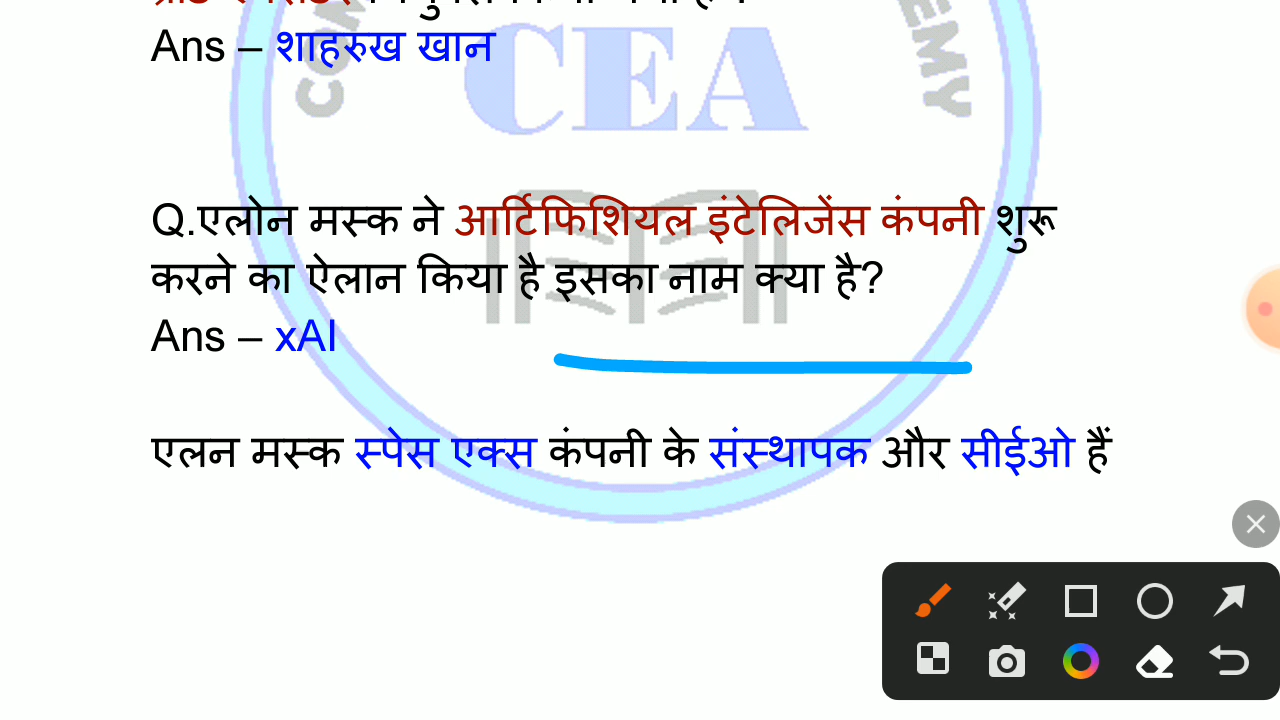 Ans – शाहरुख खान
CEA
Q.एलोन मस्क ने आर्टिफिशियल इंटेलिजेंस कंपनी शुरू
करने का ऐलान किया है इसका नाम क्या है?
Ans – xAI
एलन मस्क स्पेस एक्स कंपनी के संस्थापक और सीईओ हैं